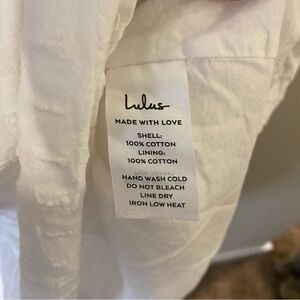 Lulus
MADE WITH LOVE
SHELL:
100% COTTON
LINING:
100% COTTON
HAND WASH COLD
DO NOT BLEACH
LINE DRY
IRON LOW HEAT